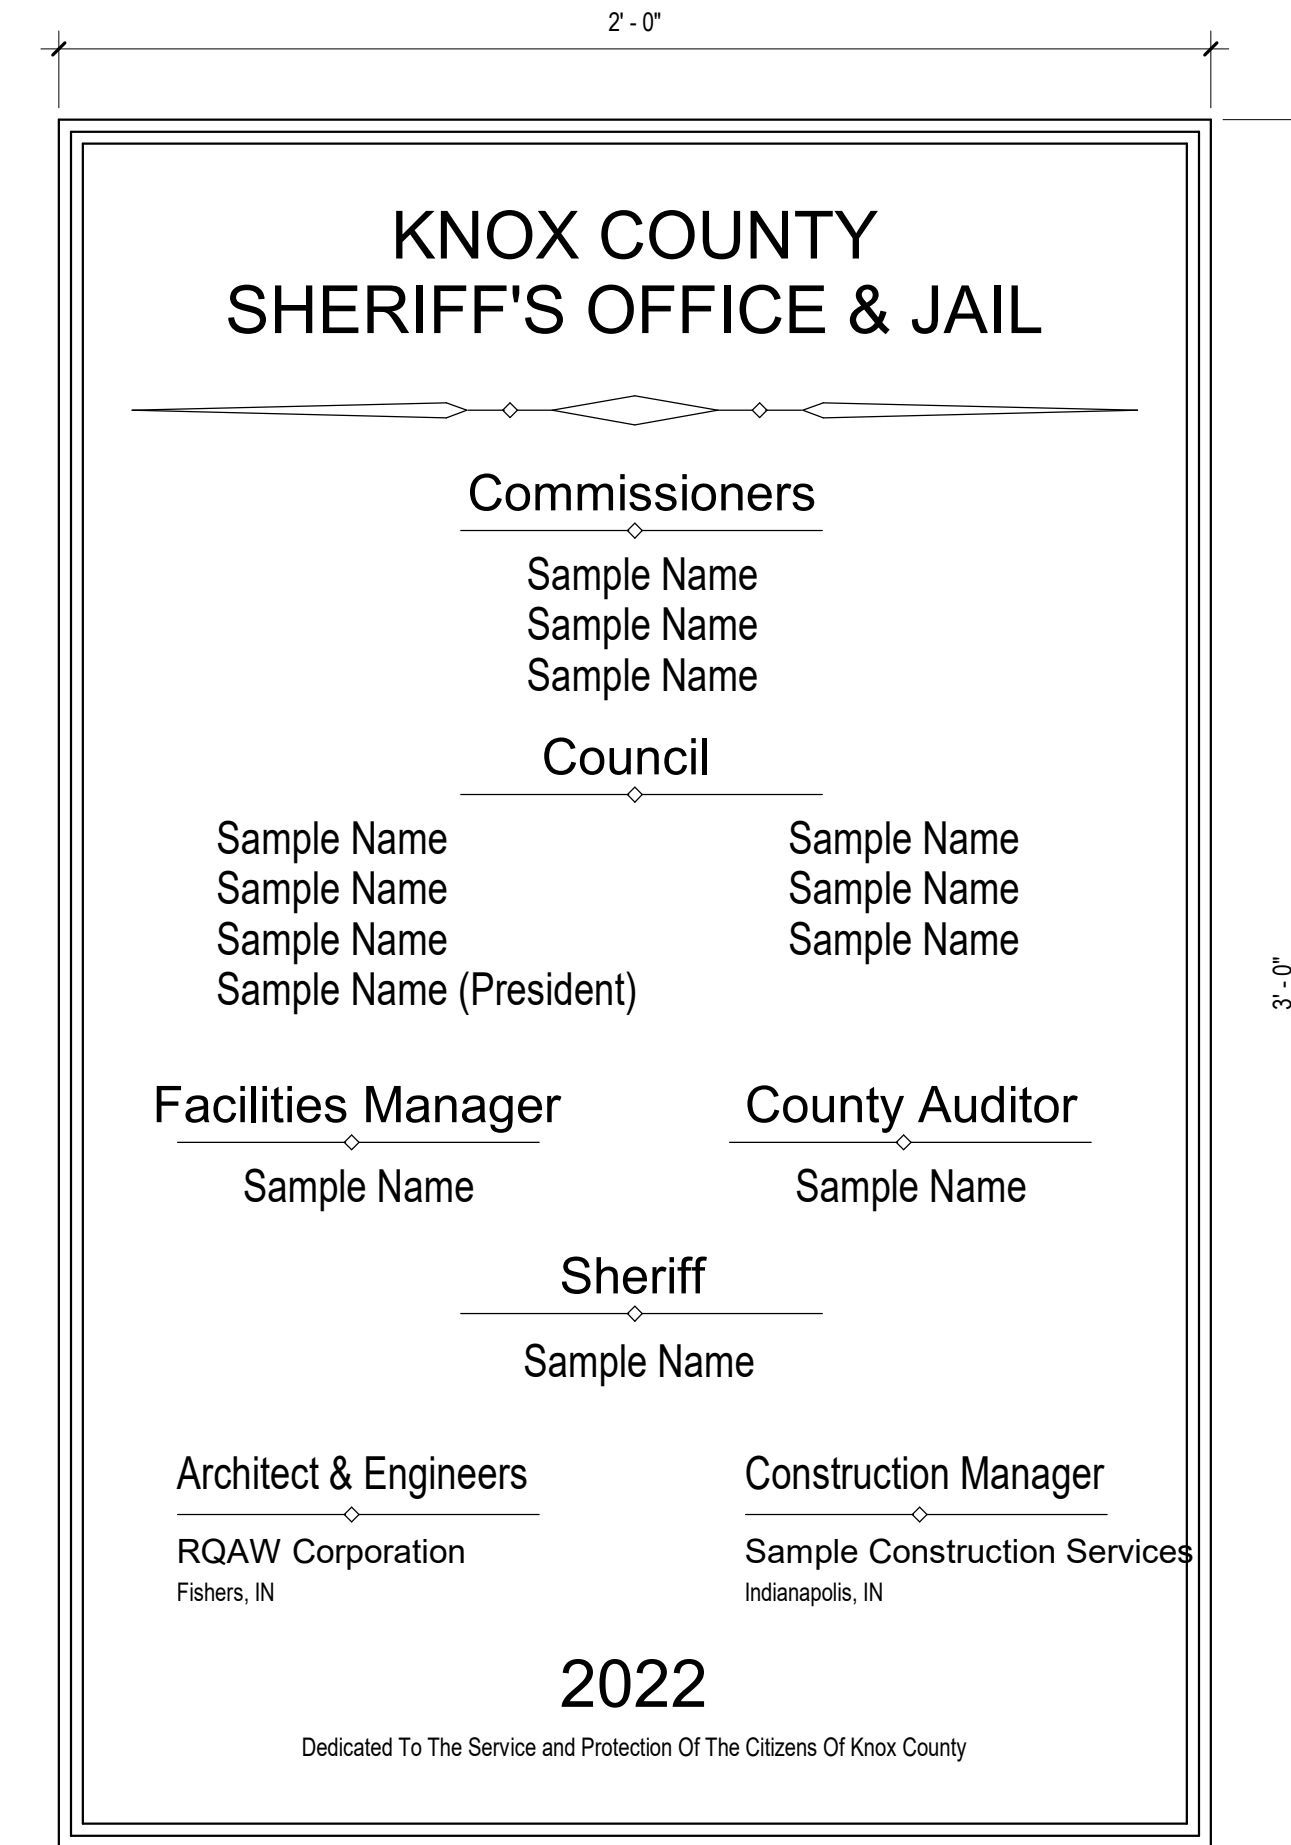 2' - 0"
KNOX COUNTY
SHERIFF'S OFFICE & JAIL
Commissioners
Sample Name
Sample Name
Sample Name
Council
Sample Name
Sample Name
Sample Name
Sample Name (President)
Sample Name
Sample Name
Sample Name
3' - 0"
Facilities Manager
Sample Name
County Auditor
Sample Name
Sheriff
Sample Name
Architect & Engineers
RQAW Corporation
Fishers, IN
Construction Manager
Sample Construction Services
Indianapolis, IN
2022
Dedicated To The Service and Protection Of The Citizens Of Knox County